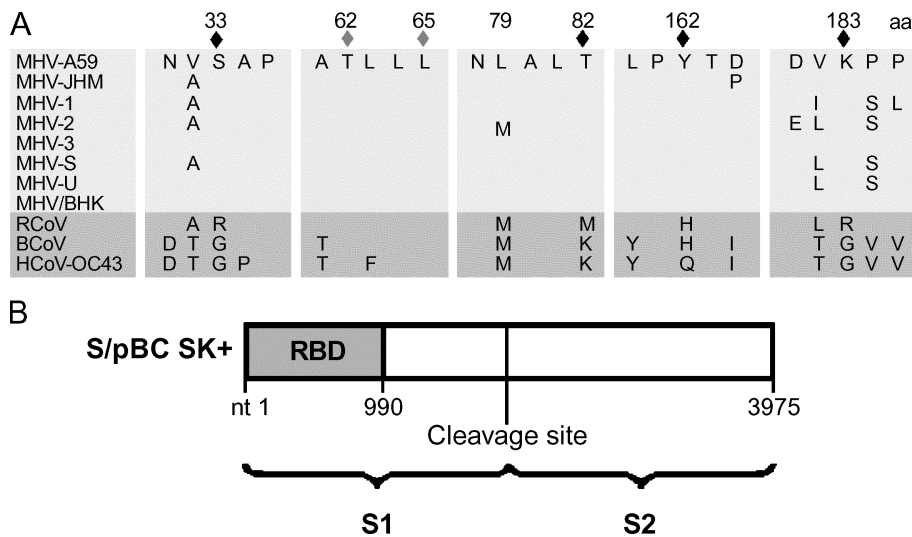 A 33 62 65 79 82 162 183 aa
MHV-A59 N V S A P A T L L L N L A L T L P Y T D D V K P P
MHV-JHM A P
MHV-1 A I S L
MHV-2 A M E L S
MHV-3
MHV-S A L S
MHV-U L S
MHV/BHK
RCoV A R M M H L R
BCoV D T G T M K Y H I T G V V
HCoV-OC43 D T G P T F M K Y Q I T G V V
B
S/pBC SK+ RBD
nt 1 990 3975
Cleavage site
S1 S2